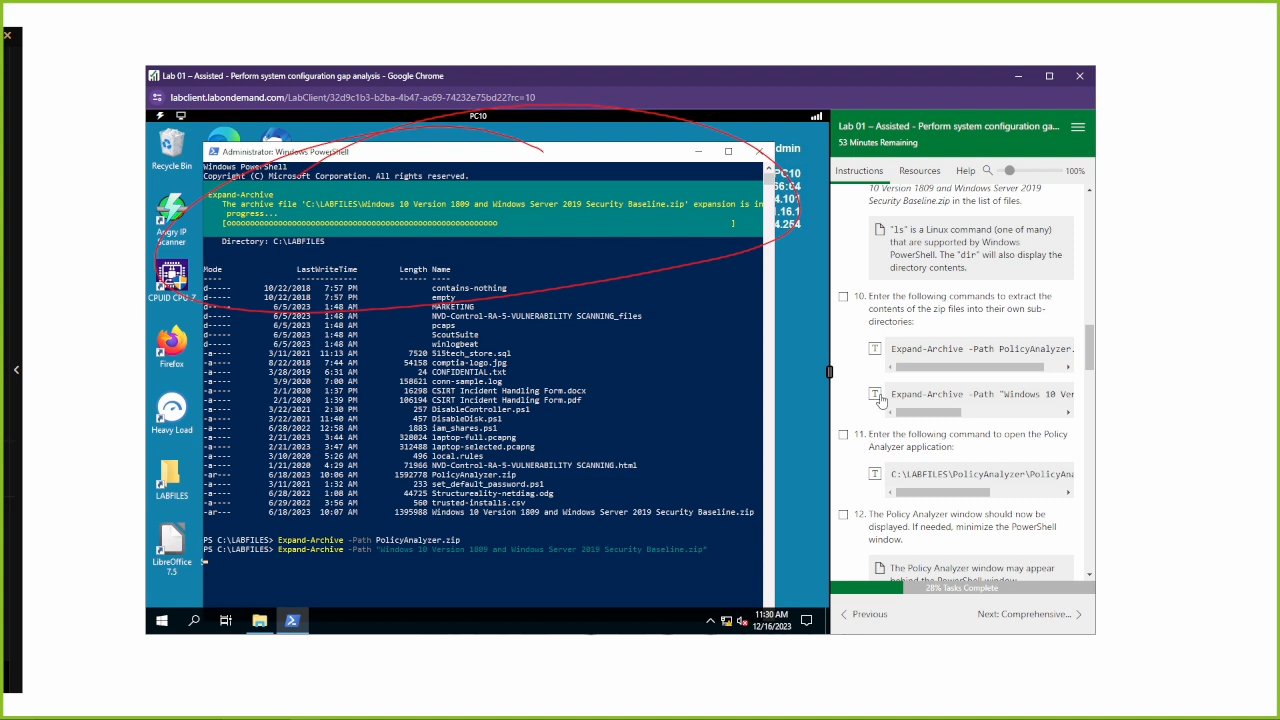 Lab 01 – Assisted - Perform system configuration gap analysis - Google Chrome
labclient.labondemand.com/LabClient/32d9c1b3-b2ba-4b47-ac69-74232e75bd22?rc=10
PC10
Recycle Bin
Angry IP
Scanner
CPUID CPU-Z
Firefox
Heavy Load
LABFILES
LibreOffice
7.5
dmin
PC10
4.254
Administrator: Windows PowerShell
Windows PowerShell
Copyright (C) Microsoft Corporation. All rights reserved.
Expand-Archive
The archive file 'C:\LABFILES\Windows 10 Version 1809 and Windows Server 2019 Security Baseline.zip' expansion is in
progress...
[oooooooooooooooooooooooooooooooooooooooooooooooooooooooooo ]
Directory: C:\LABFILES
Mode LastWriteTime Length Name
---- ------------- ------ ----
d----- 10/22/2018 7:57 PM contains-nothing
d----- 10/22/2018 7:57 PM empty
d----- 6/5/2023 1:48 AM MARKETING
d----- 6/5/2023 1:48 AM NVD-Control-RA-5-VULNERABILITY SCANNING_files
d----- 6/5/2023 1:48 AM pcaps
d----- 6/5/2023 1:48 AM ScoutSuite
d----- 6/5/2023 1:48 AM winlogbeat
-a---- 3/11/2021 11:13 AM 7520 515tech_store.sql
-a---- 8/22/2018 7:44 AM 54158 comptia-logo.jpg
-a---- 3/28/2019 6:31 AM 24 CONFIDENTIAL.txt
-a---- 3/9/2020 7:00 AM 158621 conn-sample.log
-a---- 2/1/2020 1:37 PM 16298 CSIRT Incident Handling Form.docx
-a---- 2/1/2020 1:39 PM 106194 CSIRT Incident Handling Form.pdf
-a---- 3/22/2021 2:30 PM 209 DisableController.ps1
-a---- 3/22/2021 11:40 AM 457 DisableDisk.ps1
-a---- 6/28/2022 12:58 AM 1883 iam_shares.ps1
-a---- 2/21/2023 3:44 AM 328024 laptop-full.pcapng
-a---- 2/21/2023 3:47 AM 312488 laptop-selected.pcapng
-a---- 3/10/2020 5:26 AM 496 local.rules
-a---- 1/21/2020 4:29 AM 71966 NVD-Control-RA-5-VULNERABILITY SCANNING.html
-ar--- 6/18/2023 10:06 AM 1592778 PolicyAnalyzer.zip
-a---- 3/11/2021 1:32 AM 233 set_default_password.ps1
-a---- 6/28/2022 1:08 AM 44725 Structureality-netdiag.odg
-a---- 6/29/2022 3:56 AM 560 trusted-installs.csv
-ar--- 6/18/2023 10:07 AM 1395988 Windows 10 Version 1809 and Windows Server 2019 Security Baseline.zip
PS C:\LABFILES> Expand-Archive -Path PolicyAnalyzer.zip
PS C:\LABFILES> Expand-Archive -Path "Windows 10 Version 1809 and Windows Server 2019 Security Baseline.zip"
11:30 AM
12/16/2023
Lab 01 – Assisted - Perform system configuration ga...
53 Minutes Remaining
Instructions Resources Help 100%
10 Version 1809 and Windows Server 2019
Security Baseline.zip in the list of files.
"ls" is a Linux command (one of many)
that are supported by Windows
PowerShell. The "dir" will also display the
directory contents.
10. Enter the following commands to extract the
contents of the zip files into their own sub-
directories:
T Expand-Archive -Path PolicyAnalyzer.
T Expand-Archive -Path "Windows 10 Ver
11. Enter the following command to open the Policy
Analyzer application:
T C:\LABFILES\PolicyAnalyzer\PolicyAna
12. The Policy Analyzer window should now be
displayed. If needed, minimize the PowerShell
window.
The Policy Analyzer window may appear
behind the PowerShell window
28% Tasks Complete
Previous Next: Comprehensive...